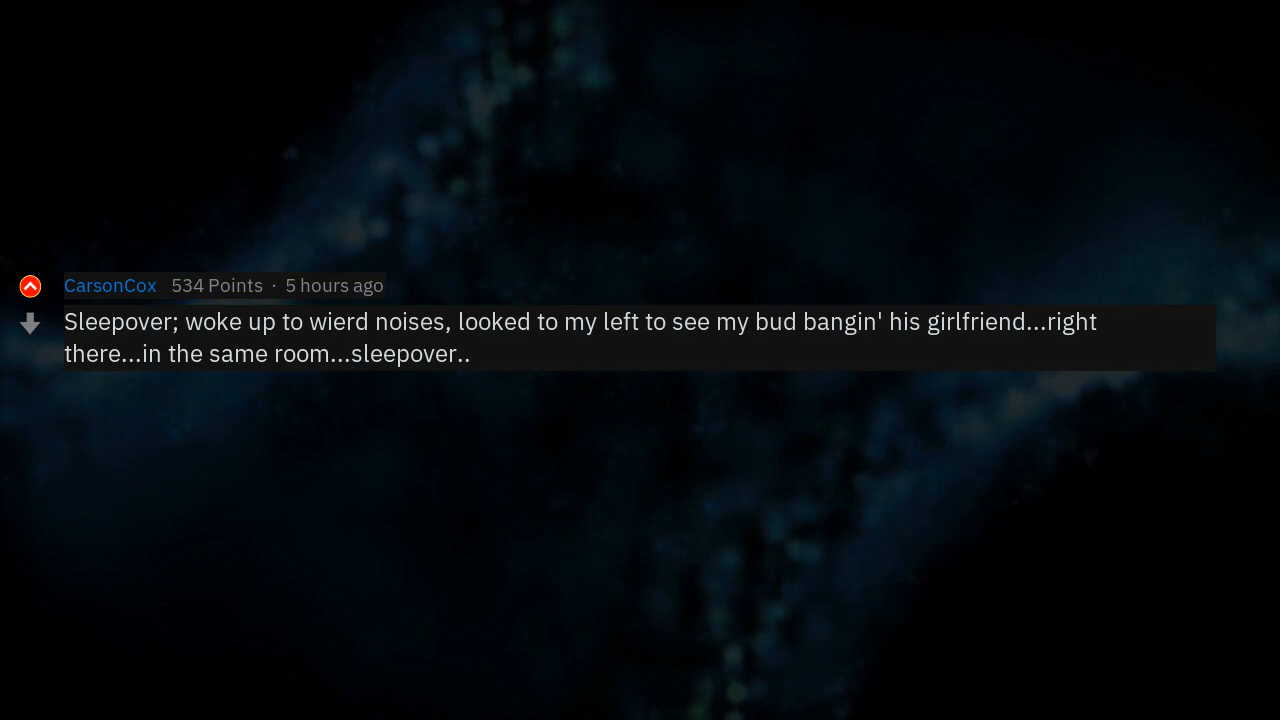 CarsonCox 534 Points · 5 hours ago
Sleepover; woke up to wierd noises, looked to my left to see my bud bangin' his girlfriend...right
there...in the same room...sleepover..